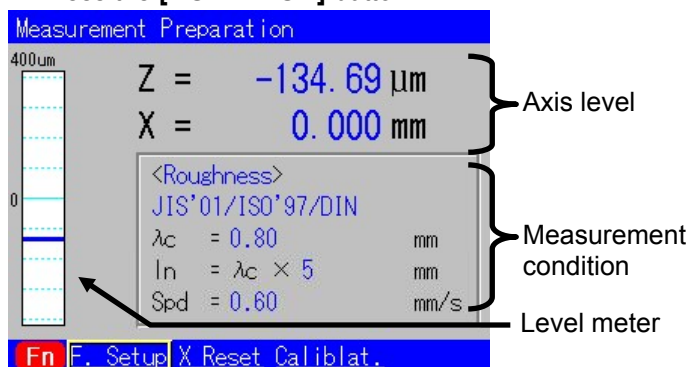 Measurement Preparation
400um
Z = -134.69 μm
X = 0.000 mm
Axis level
<Roughness>
JIS'01/ISO'97/DIN
0
λc = 0.80 mm
ln = λc × 5 mm
Spd = 0.60 mm/s
Measurement
condition
Level meter
Fn F. Setup X Reset Caliblat.